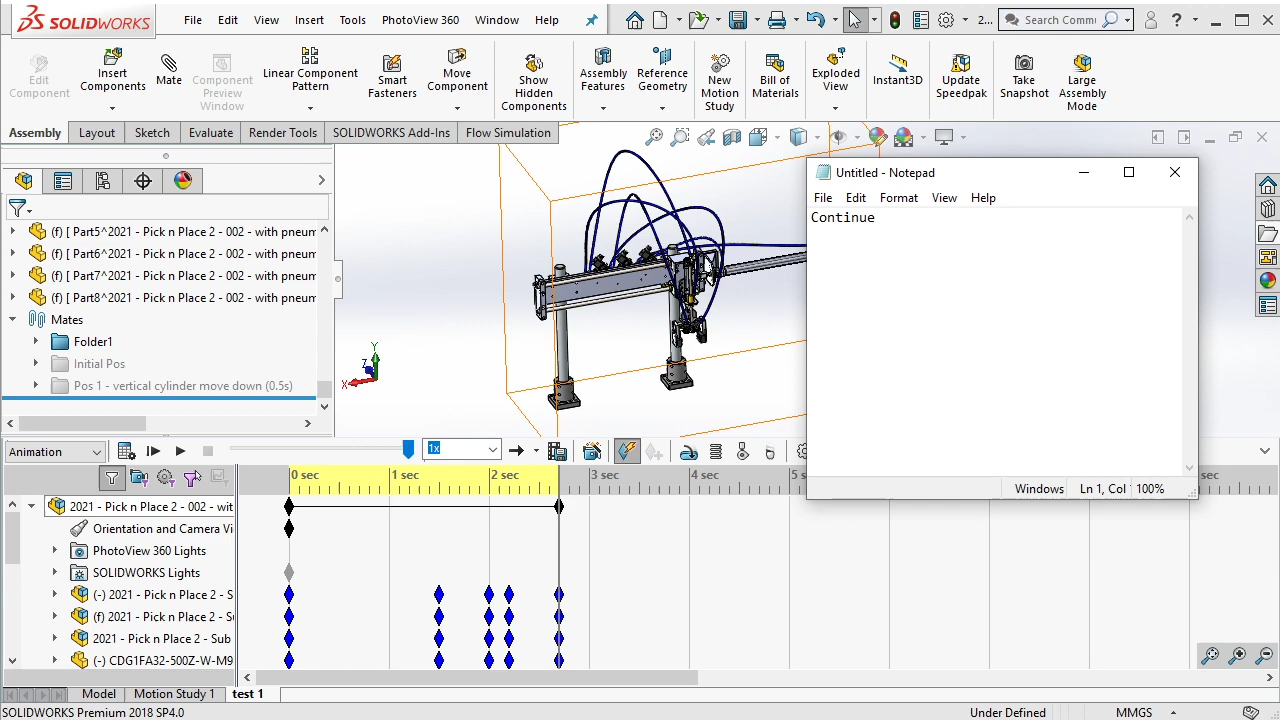 SOLIDWORKS
File Edit View Insert Tools PhotoView 360 Window Help
2... Search Comm ?
Edit Component
Insert Components
Mate
Component Preview Window
Linear Component Pattern
Smart Fasteners
Move Component
Show Hidden Components
Assembly Features
Reference Geometry
New Motion Study
Bill of Materials
Exploded View
Instant3D
Update Speedpak
Take Snapshot
Large Assembly Mode
Assembly Layout Sketch Evaluate Render Tools SOLIDWORKS Add-Ins Flow Simulation
(f) [ Part5^2021 - Pick n Place 2 - 002 - with pneum
(f) [ Part6^2021 - Pick n Place 2 - 002 - with pneum
(f) [ Part7^2021 - Pick n Place 2 - 002 - with pneum
(f) [ Part8^2021 - Pick n Place 2 - 002 - with pneum
Mates
Folder1
Initial Pos
Pos 1 - vertical cylinder move down (0.5s)
Y
Z
X
Untitled - Notepad
File Edit Format View Help
Continue
Windows Ln 1, Col 100%
Animation 1x
0 sec 1 sec 2 sec 3 sec 4 sec 5 s sec
2021 - Pick n Place 2 - 002 - wit
Orientation and Camera Vi
PhotoView 360 Lights
SOLIDWORKS Lights
(-) 2021 - Pick n Place 2 - S
(f) 2021 - Pick n Place 2 - Su
2021 - Pick n Place 2 - Sub
(-) CDG1FA32-500Z-W-M9
Model Motion Study 1 test 1
SOLIDWORKS Premium 2018 SP4.0 Under Defined MMGS